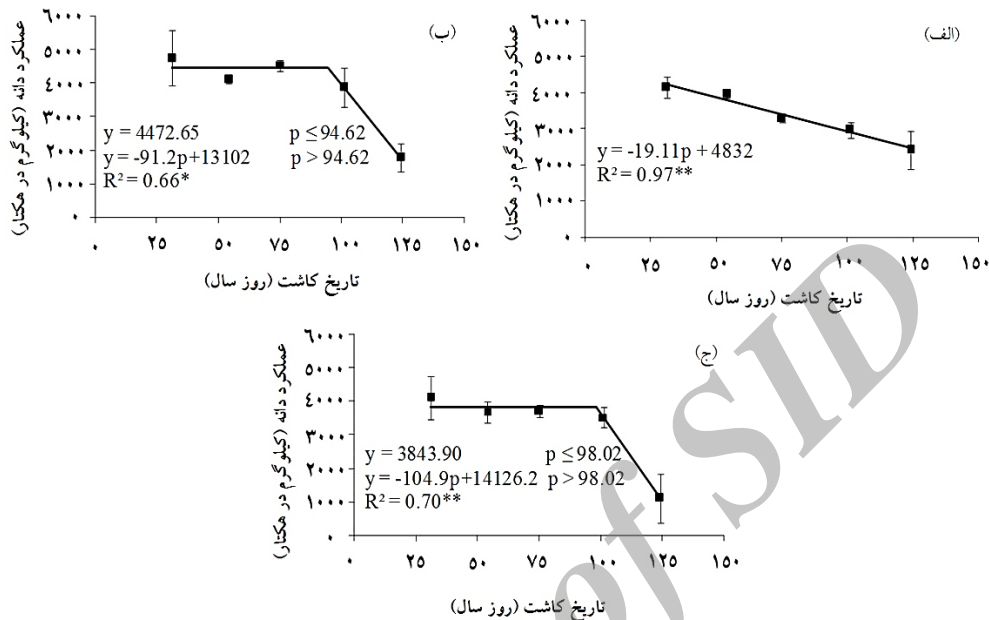 (الف)
عملکرد دانه (کیلوگرم در هکتار)
۶۰۰۰
۵۰۰۰
۴۰۰۰
۳۰۰۰
۲۰۰۰
۱۰۰۰
۰
y = -19.11p + 4832
R² = 0.97**
۰ ۲۵ ۵۰ ۷۵ ۱۰۰ ۱۲۵ ۱۵۰
تاریخ کاشت (روز سال)
(ب)
عملکرد دانه (کیلوگرم در هکتار)
۶۰۰۰
۵۰۰۰
۴۰۰۰
۳۰۰۰
۲۰۰۰
۱۰۰۰
۰
y = 4472.65 p ≤ 94.62
y = -91.2p+13102 p > 94.62
R² = 0.66*
۰ ۲۵ ۵۰ ۷۵ ۱۰۰ ۱۲۵ ۱۵۰
تاریخ کاشت (روز سال)
(ج)
عملکرد دانه (کیلوگرم در هکتار)
۶۰۰۰
۵۰۰۰
۴۰۰۰
۳۰۰۰
۲۰۰۰
۱۰۰۰
۰
y = 3843.90 p ≤ 98.02
y = -104.9p+14126.2 p > 98.02
R² = 0.70**
۰ ۲۵ ۵۰ ۷۵ ۱۰۰ ۱۲۵ ۱۵۰
تاریخ کاشت (روز سال)
of SID